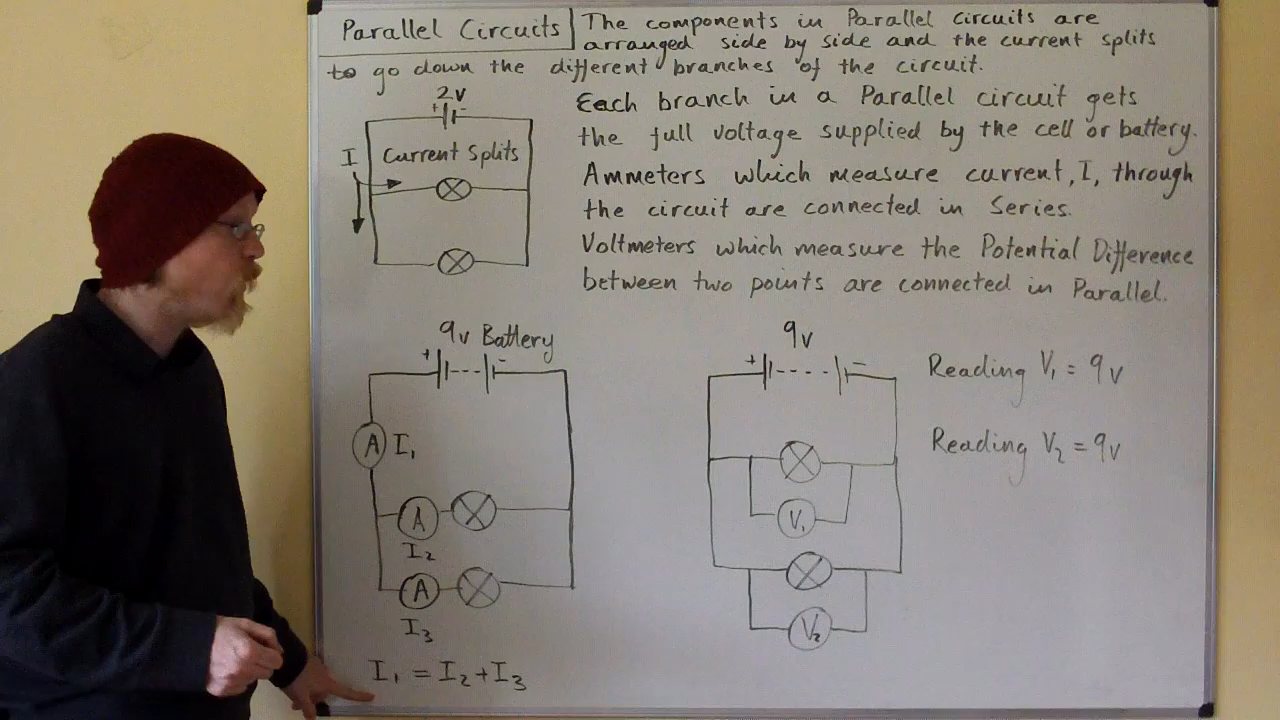 Parallel Circuits
The components in Parallel circuits are
arranged side by side and the current splits
to go down the different branches of the circuit.
2V
+ -
I
Current Splits
Each branch in a Parallel circuit gets
the full voltage supplied by the cell or battery.
Ammeters which measure current, I, through
the circuit are connected in Series.
Voltmeters which measure the Potential Difference
between two points are connected in Parallel.
9v Battery
+ -
A I₁
A
I₂
A
I₃
I₁ = I₂ + I₃
9v
+ -
V₁
V₂
Reading V₁ = 9v
Reading V₂ = 9v